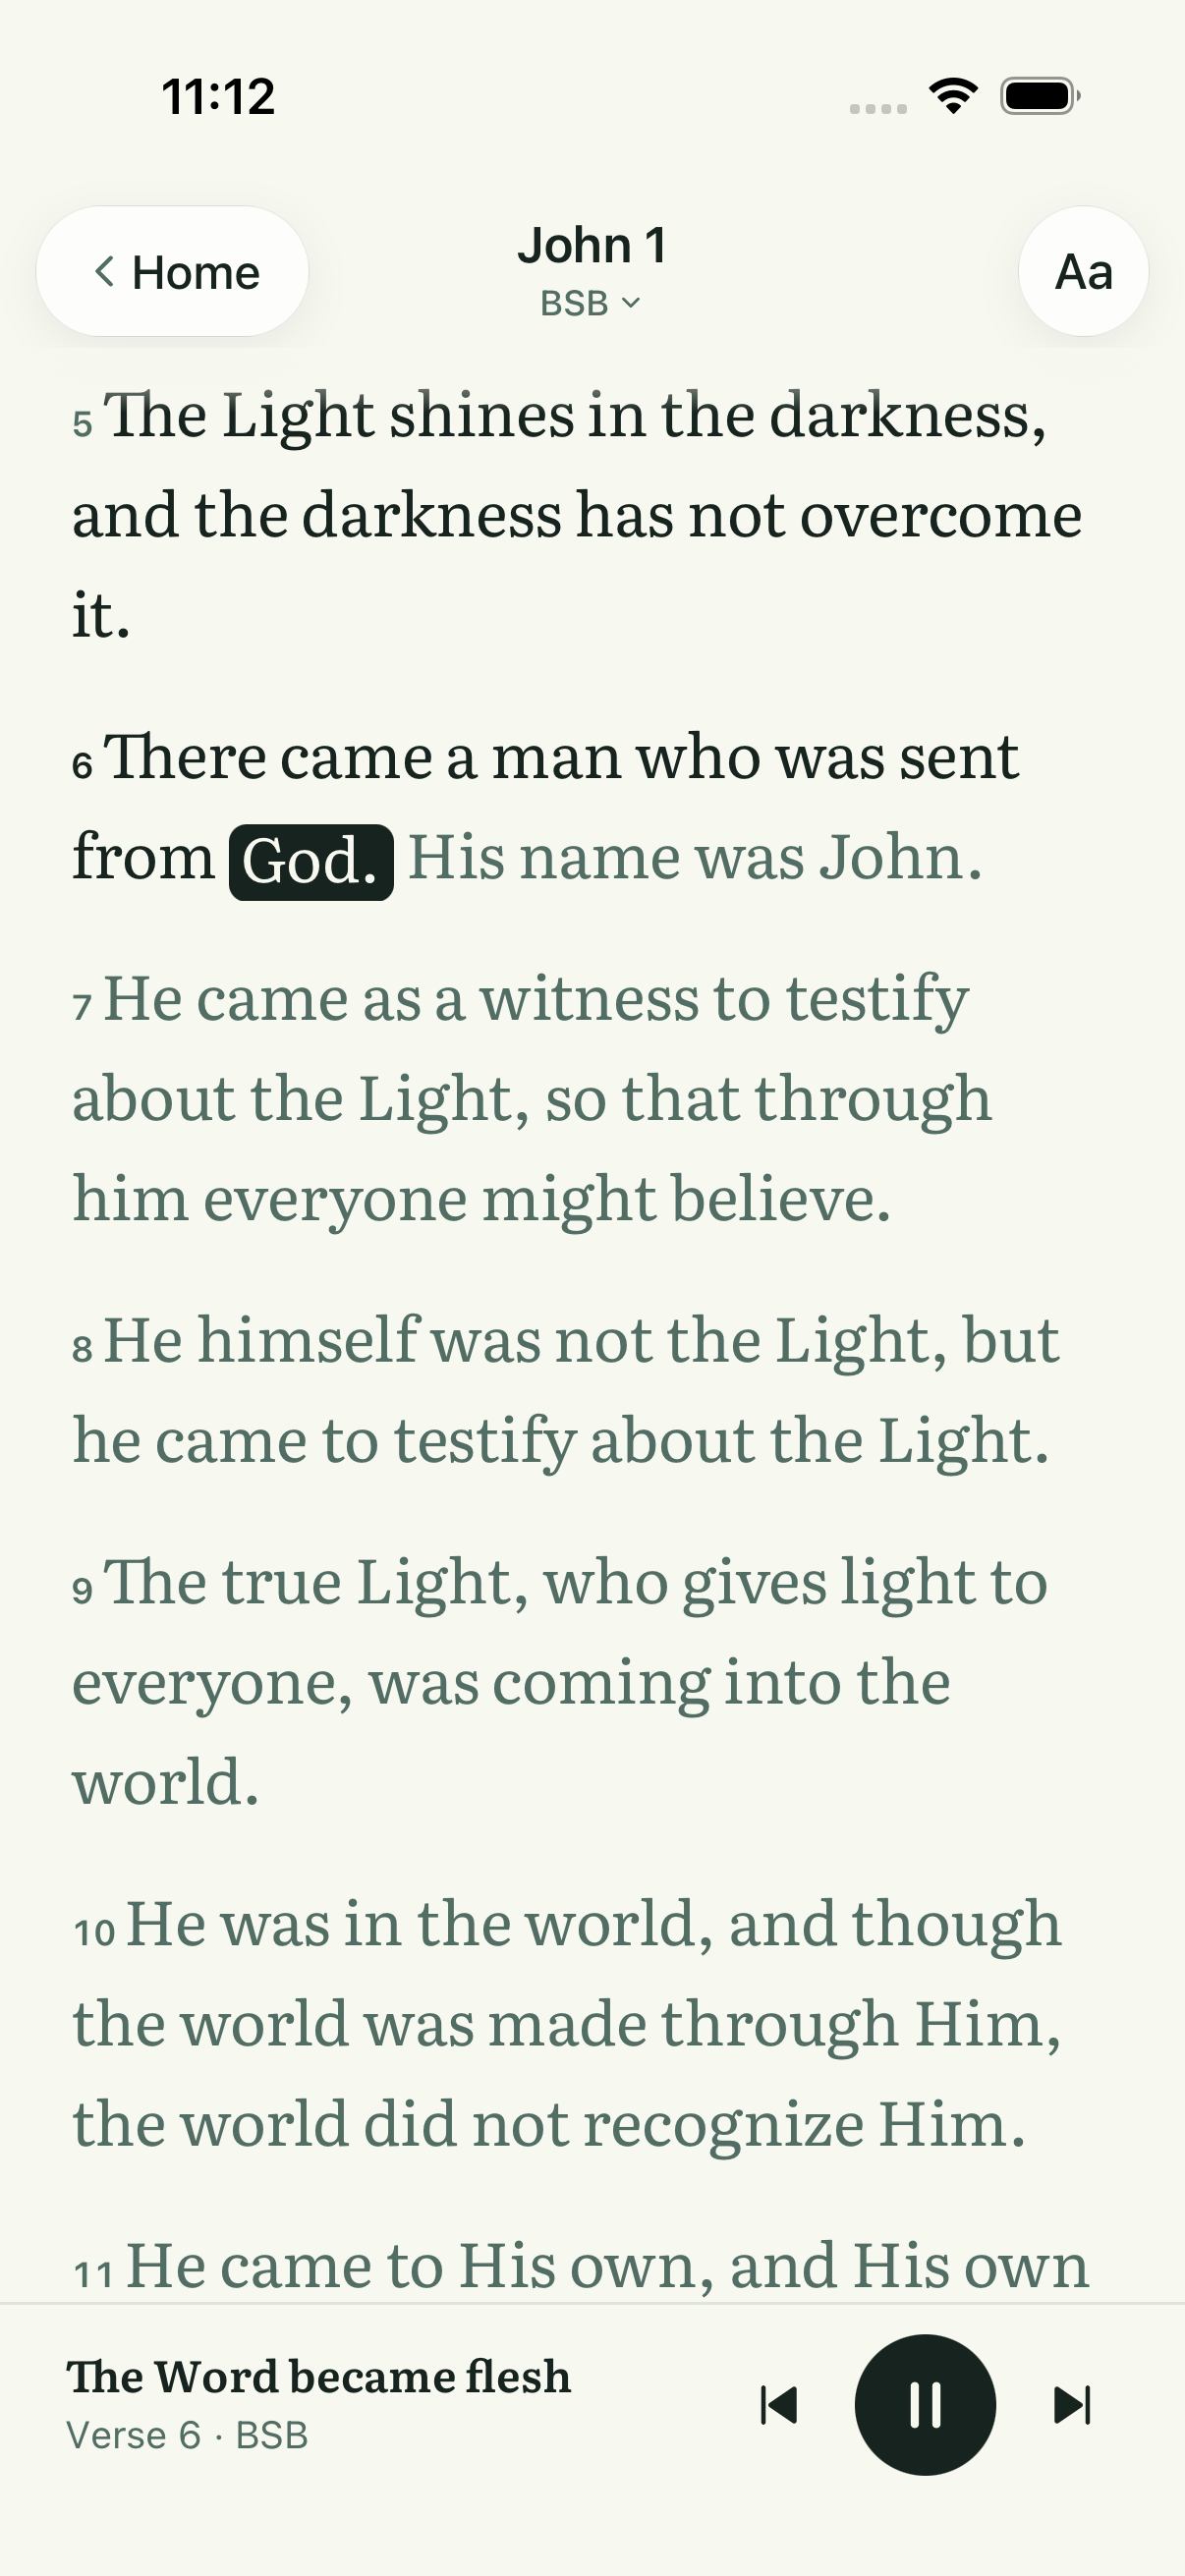 11:12
Home
John 1
BSB
Aa
5 The Light shines in the darkness,
and the darkness has not overcome
it.
6 There came a man who was sent
from God. His name was John.
7 He came as a witness to testify
about the Light, so that through
him everyone might believe.
8 He himself was not the Light, but
he came to testify about the Light.
9 The true Light, who gives light to
everyone, was coming into the
world.
10 He was in the world, and though
the world was made through Him,
the world did not recognize Him.
11 He came to His own, and His own
The Word became flesh
Verse 6 · BSB